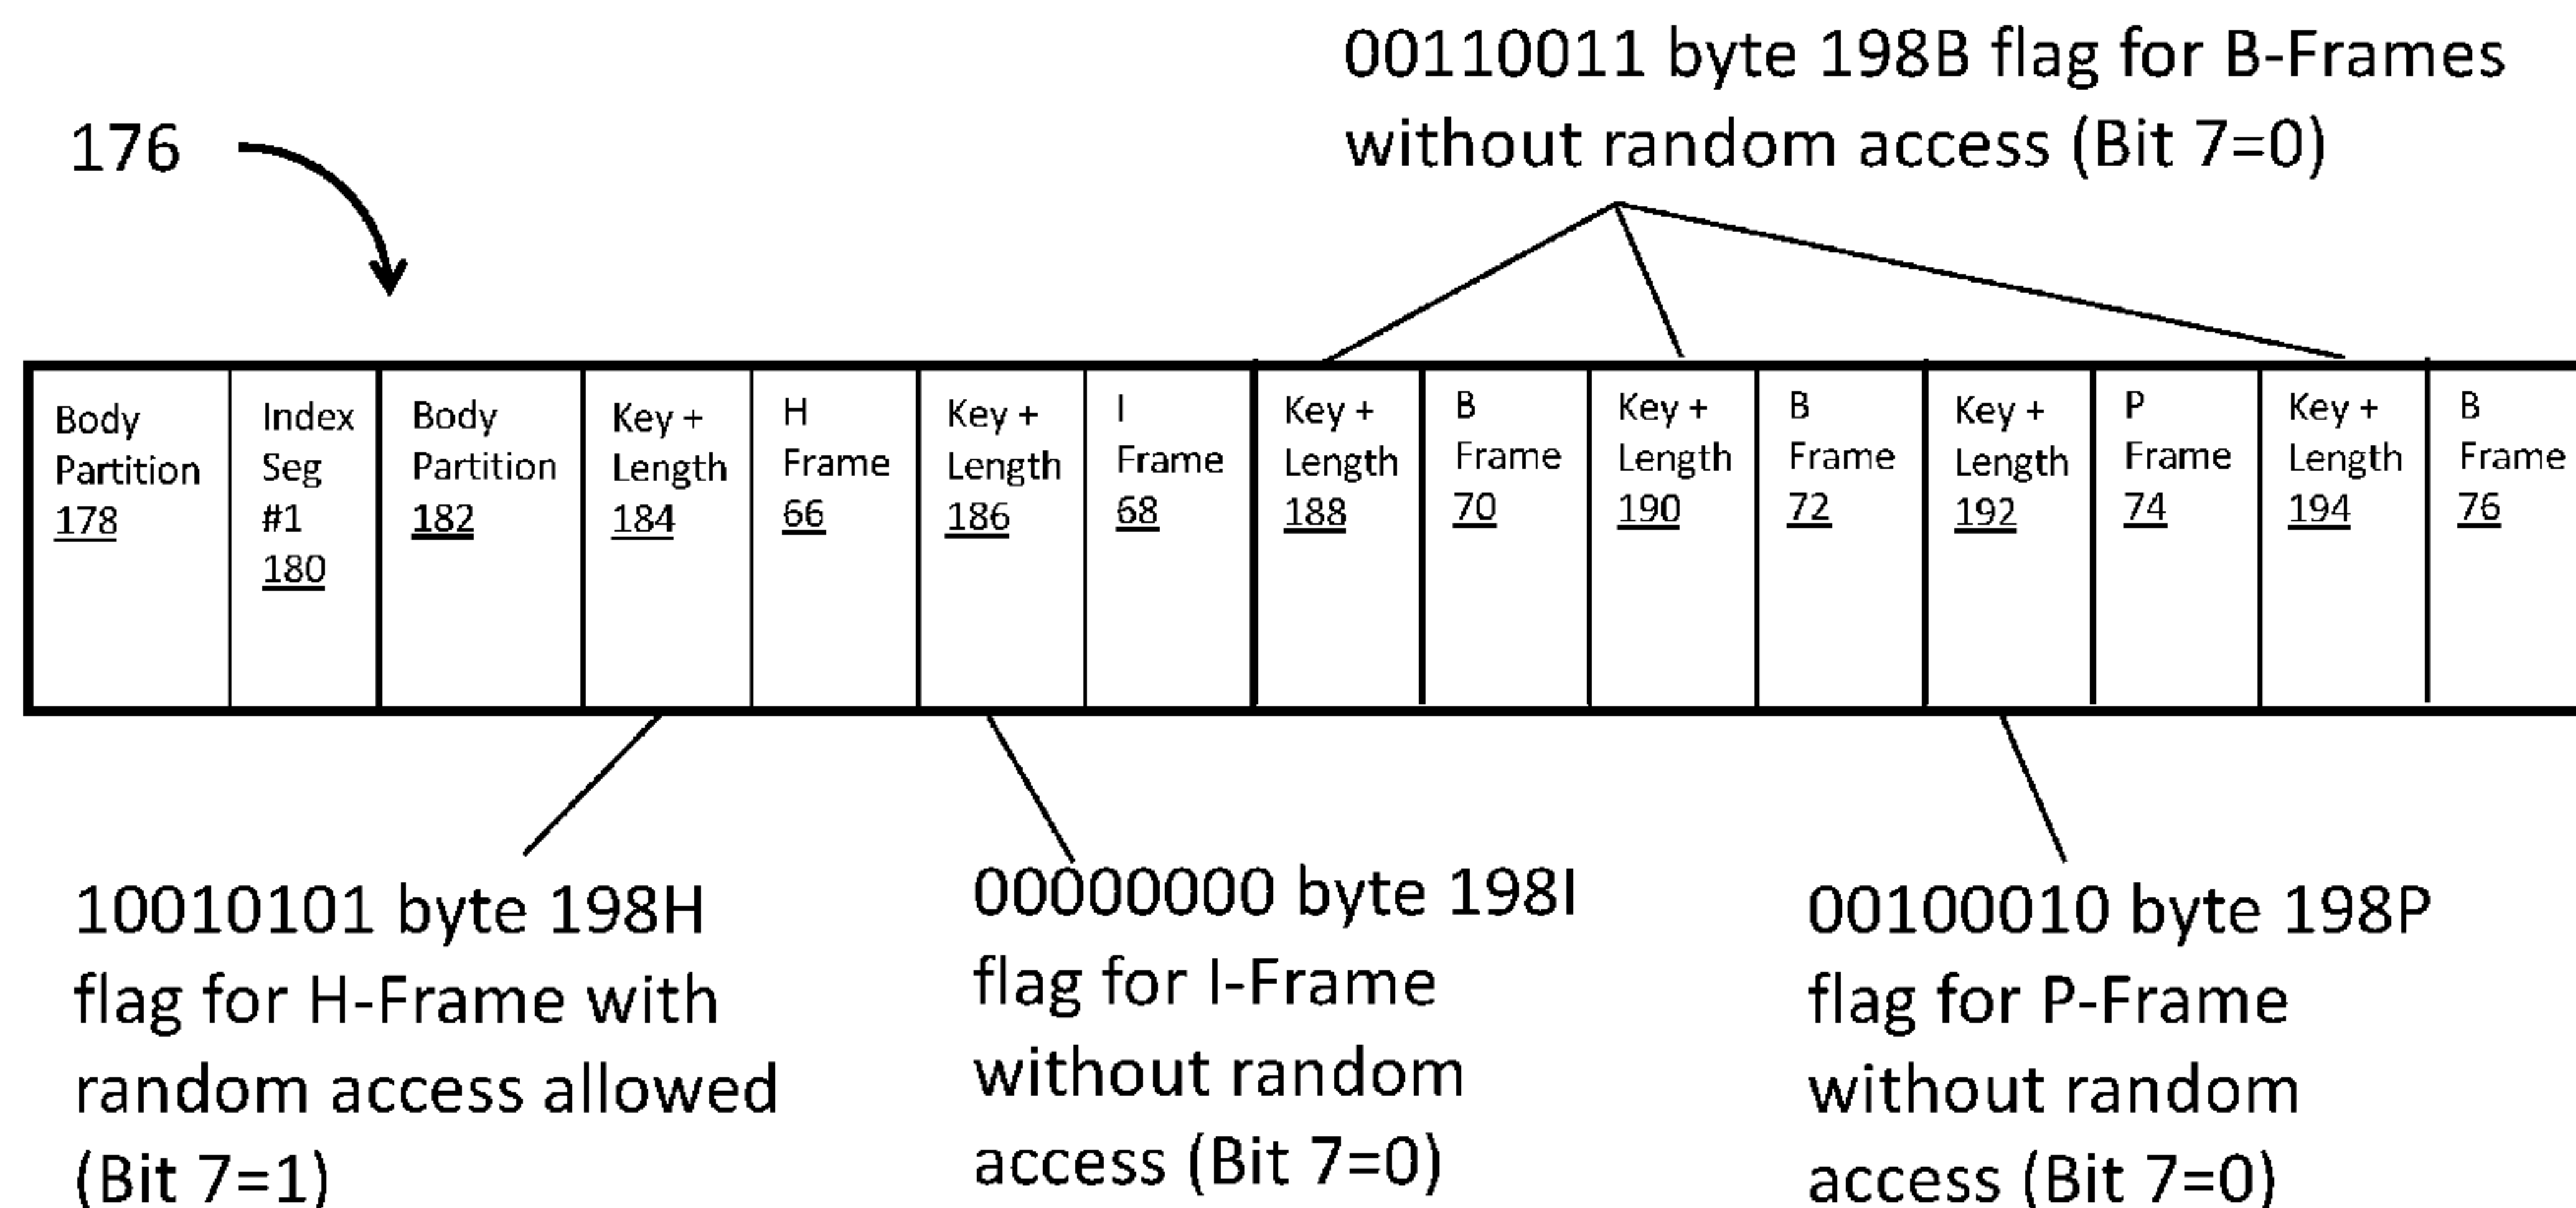 00110011 byte 198B flag for B-Frames
without random access (Bit 7=0)
176
Body
Partition
178
Index
Seg
#1
180
Body
Partition
182
Key +
Length
184
H
Frame
66
Key +
Length
186
I
Frame
68
Key +
Length
188
B
Frame
70
Key +
Length
190
B
Frame
72
Key +
Length
192
P
Frame
74
Key +
Length
194
B
Frame
76
10010101 byte 198H
flag for H-Frame with
random access allowed
(Bit 7=1)
00000000 byte 198I
flag for I-Frame
without random
access (Bit 7=0)
00100010 byte 198P
flag for P-Frame
without random
access (Bit 7=0)